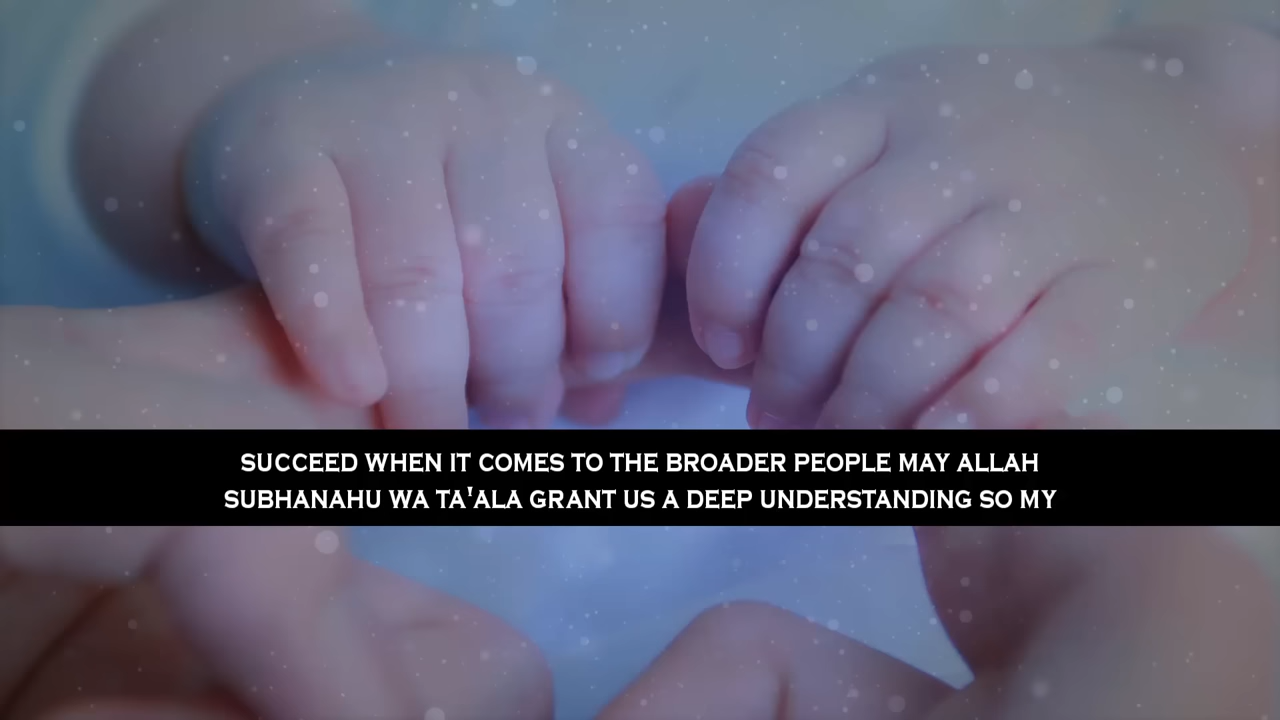 SUCCEED WHEN IT COMES TO THE BROADER PEOPLE MAY ALLAH
SUBHANAHU WA TA'ALA GRANT US A DEEP UNDERSTANDING SO MY